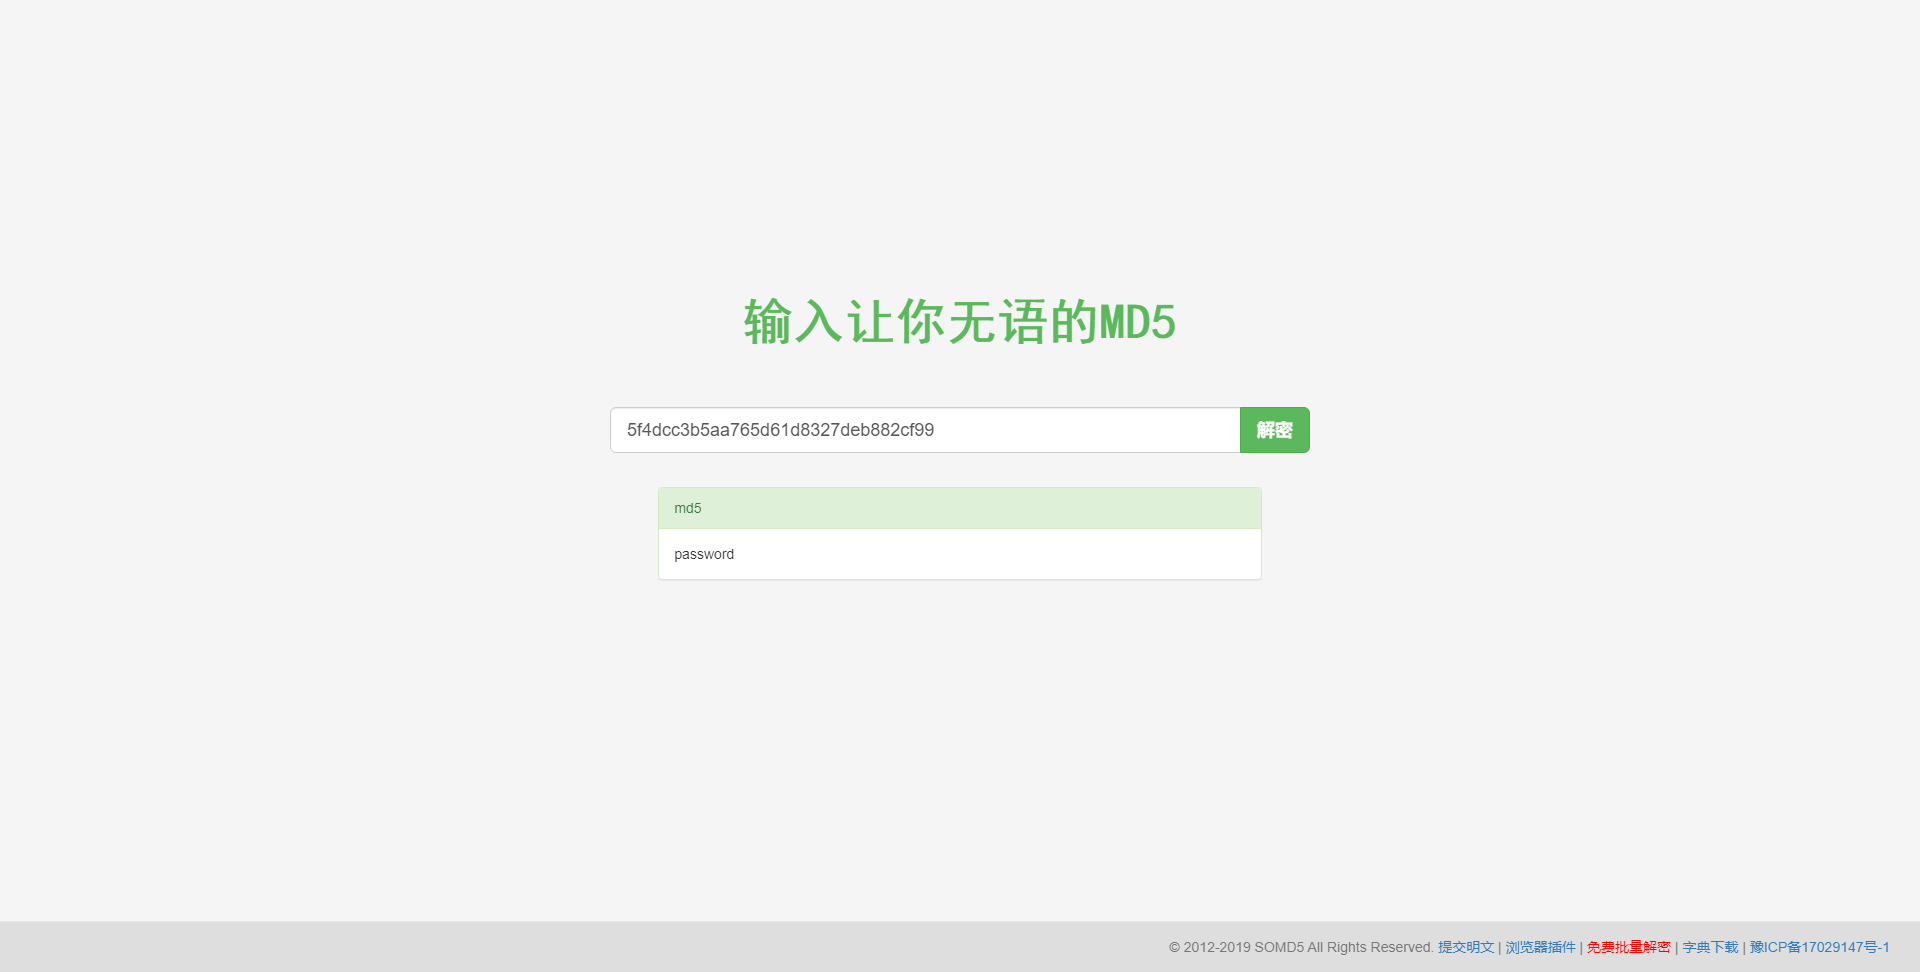 输入让你无语的MD5
5f4dcc3b5aa765d61d8327deb882cf99 解密
md5
password
© 2012-2019 SOMD5 All Rights Reserved. 提交明文 | 浏览器插件 | 免费批量解密 | 字典下载 | 豫ICP备17029147号-1